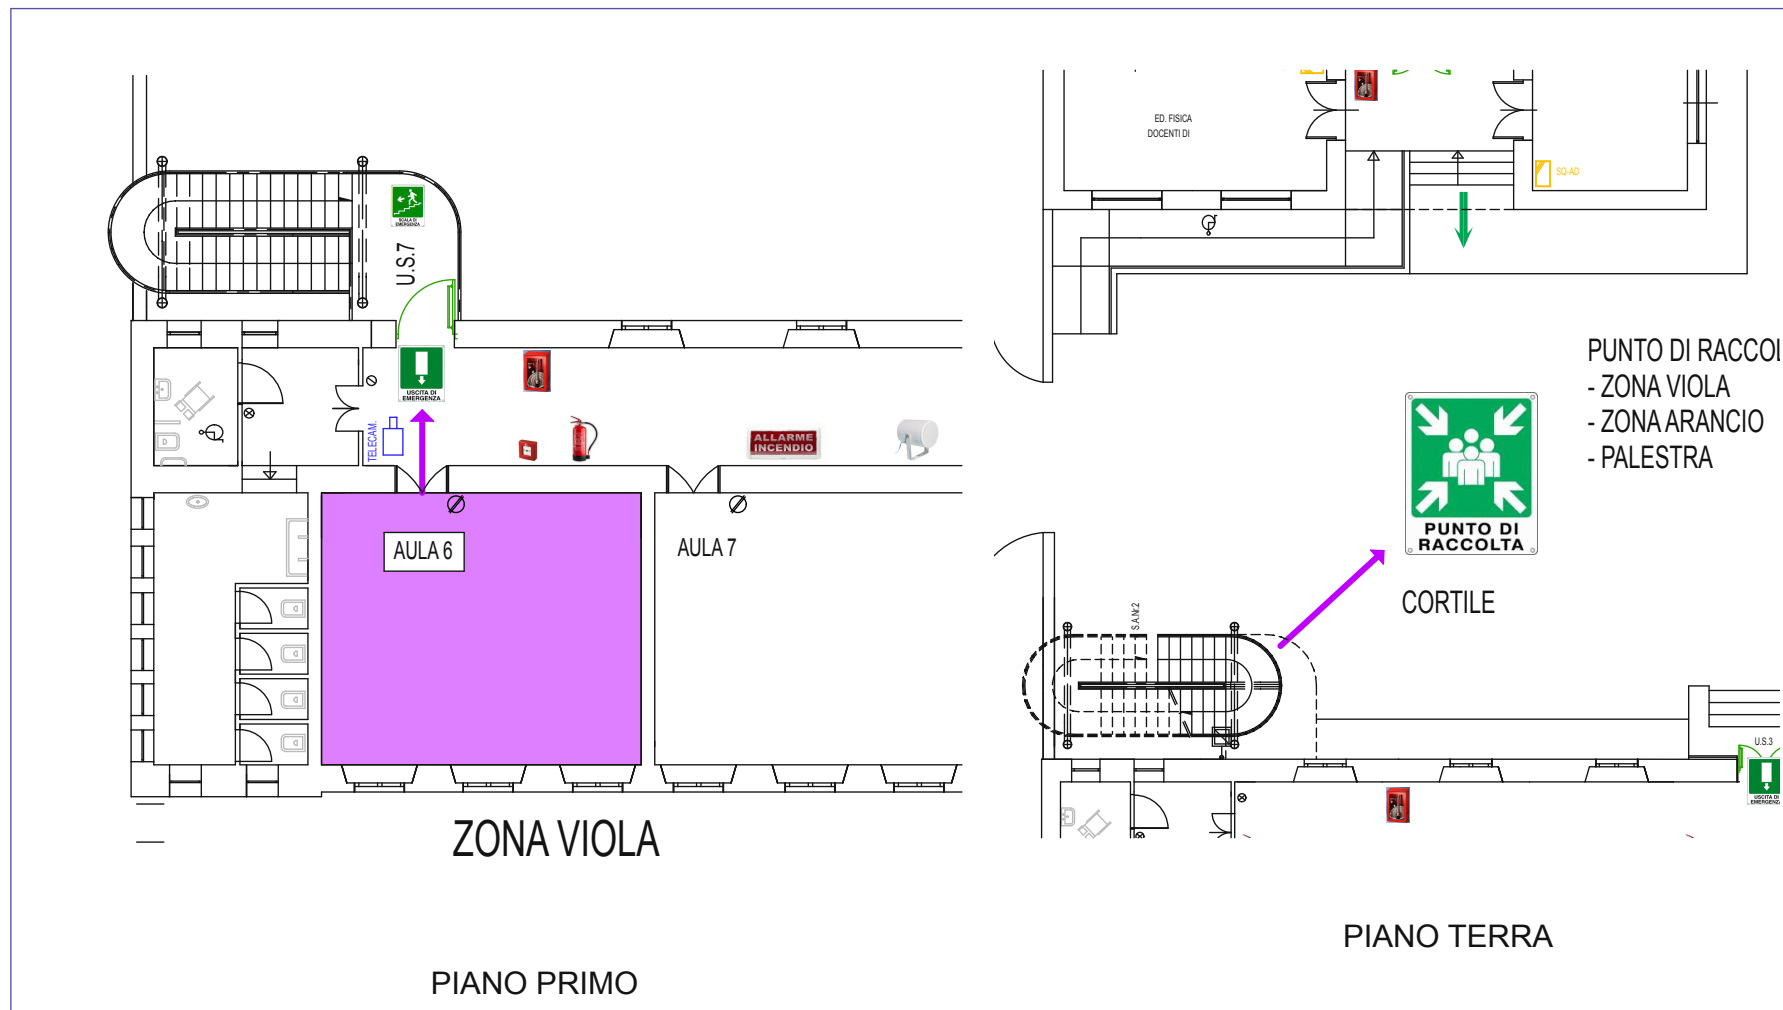 SCALA DI
EMERGENZA
U.S.7
USCITA DI
EMERGENZA
TELECAM.
ALLARME
INCENDIO
AULA 6
AULA 7
ZONA VIOLA
PIANO PRIMO
ED. FISICA
DOCENTI DI
SQ-AD
PUNTO DI RACCOL
- ZONA VIOLA
- ZONA ARANCIO
- PALESTRA
PUNTO DI
RACCOLTA
CORTILE
S.A.Nr.2
U.S.3
USCITA DI
EMERGENZA
PIANO TERRA